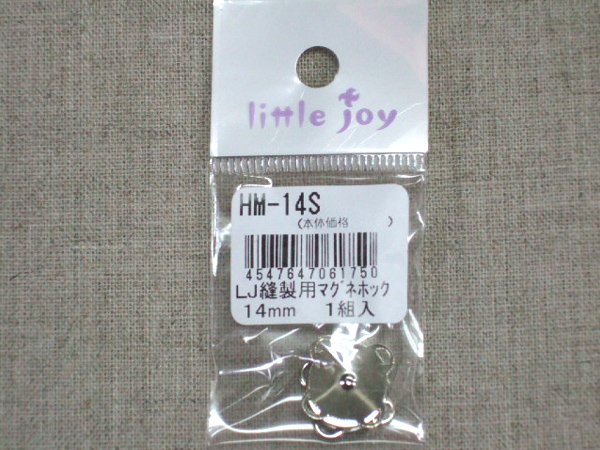 little joy
HM-14S
(本体価格　　　)
4547647061750
LJ縫製用マグネホック
14mm　1組入